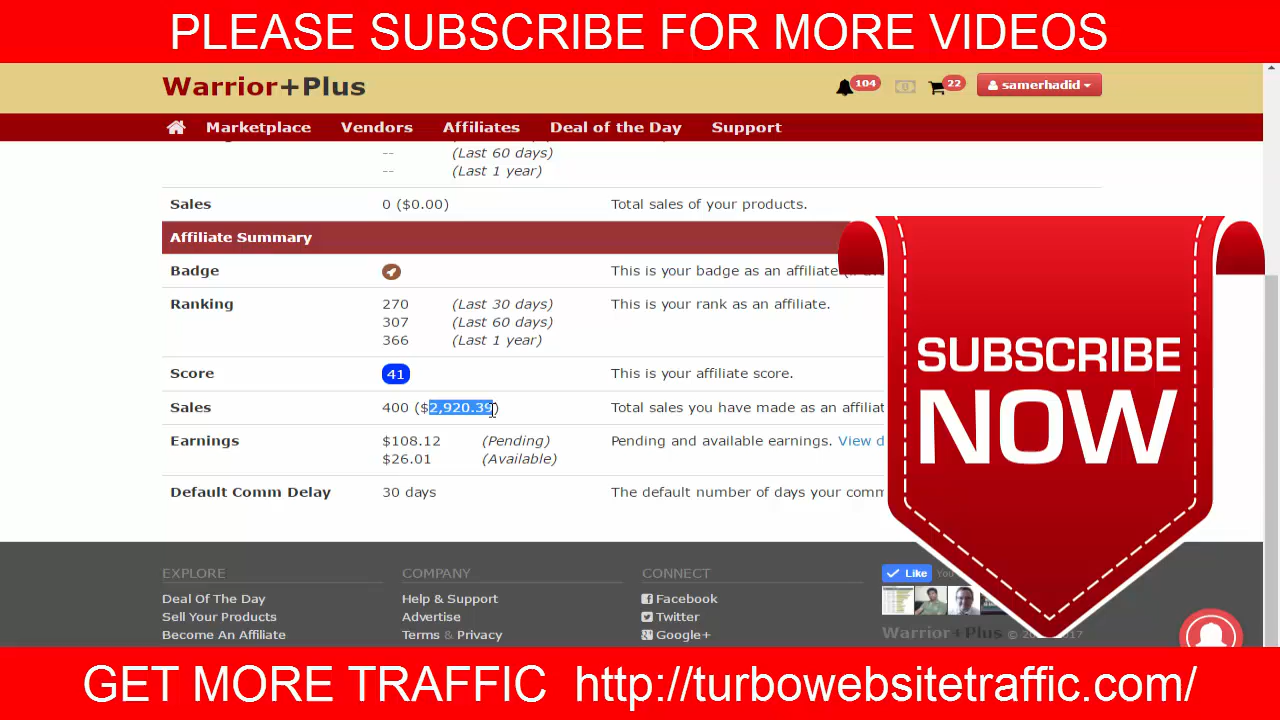 PLEASE SUBSCRIBE FOR MORE VIDEOS
Warrior+Plus
104
22
samerhadid
Marketplace Vendors Affiliates Deal of the Day Support
-- (Last 60 days)
-- (Last 1 year)
Sales 0 ($0.00) Total sales of your products.
Affiliate Summary
Badge This is your badge as an affiliate
Ranking 270 (Last 30 days) This is your rank as an affiliate.
307 (Last 60 days)
366 (Last 1 year)
Score 41 This is your affiliate score.
Sales 400 ($2,920.39) Total sales you have made as an affiliat
Earnings $108.12 (Pending) Pending and available earnings. View d
$26.01 (Available)
Default Comm Delay 30 days The default number of days your comm
SUBSCRIBE
NOW
EXPLORE COMPANY CONNECT
Like You
Deal Of The Day Help & Support Facebook
Sell Your Products Advertise Twitter
Become An Affiliate Terms & Privacy Google+
Warrior+Plus © 2017
GET MORE TRAFFIC http://turbowebsitetraffic.com/